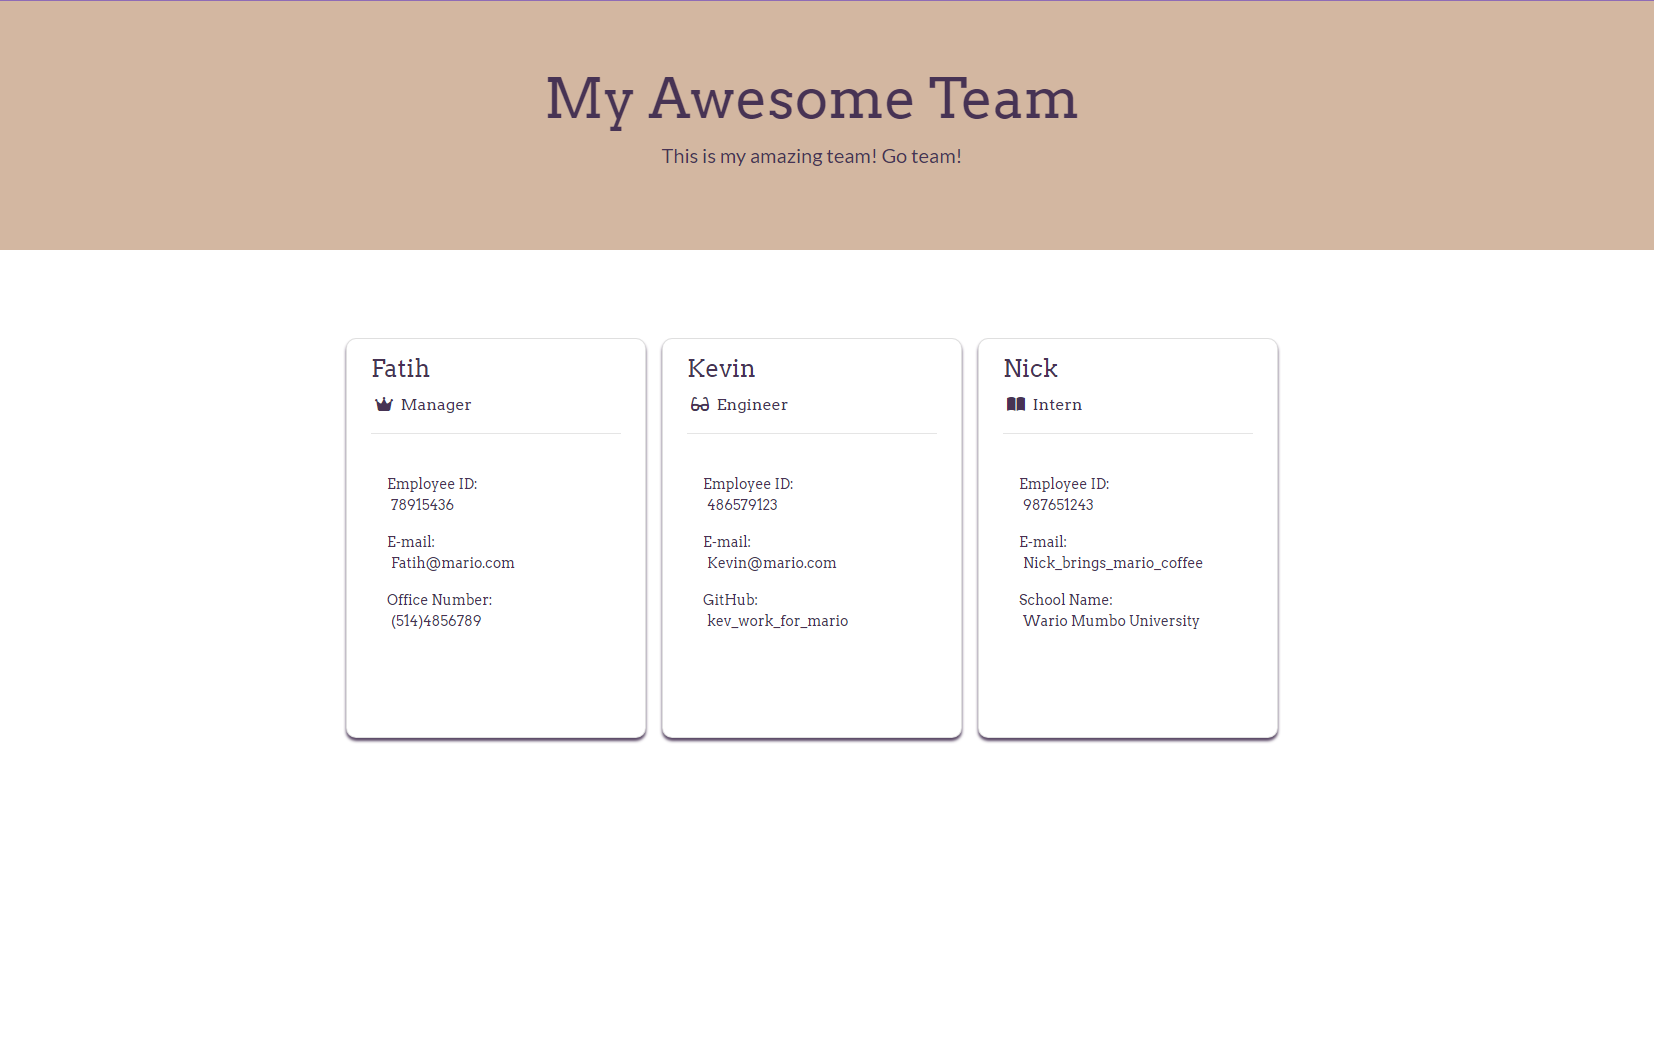 My Awesome Team
This is my amazing team! Go team!
Fatih
Manager
Employee ID:
78915436
E-mail:
Fatih@mario.com
Office Number:
(514)4856789
Kevin
Engineer
Employee ID:
486579123
E-mail:
Kevin@mario.com
GitHub:
kev_work_for_mario
Nick
Intern
Employee ID:
987651243
E-mail:
Nick_brings_mario_coffee
School Name:
Wario Mumbo University